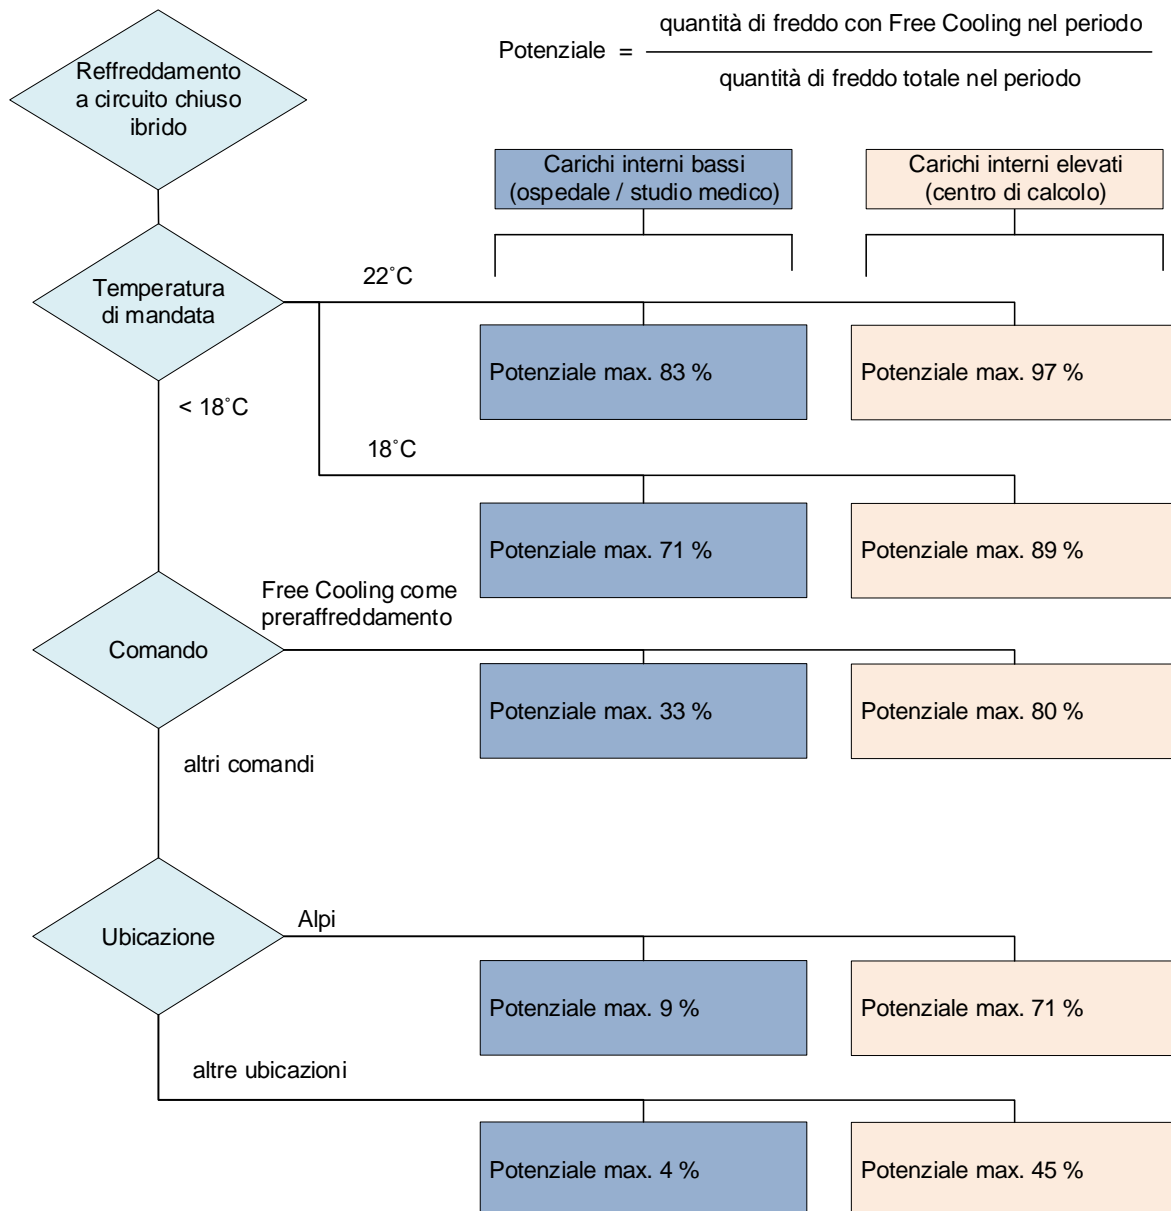 quantità di freddo con Free Cooling nel periodo
Potenziale =
quantità di freddo totale nel periodo
Reffreddamento
a circuito chiuso
ibrido
Carichi interni bassi
(ospedale / studio medico)
Carichi interni elevati
(centro di calcolo)
Temperatura
di mandata
22˚C
Potenziale max. 83 %
Potenziale max. 97 %
< 18˚C
18˚C
Potenziale max. 71 %
Potenziale max. 89 %
Free Cooling come
preraffreddamento
Comando
Potenziale max. 33 %
Potenziale max. 80 %
altri comandi
Alpi
Ubicazione
Potenziale max. 9 %
Potenziale max. 71 %
altre ubicazioni
Potenziale max. 4 %
Potenziale max. 45 %